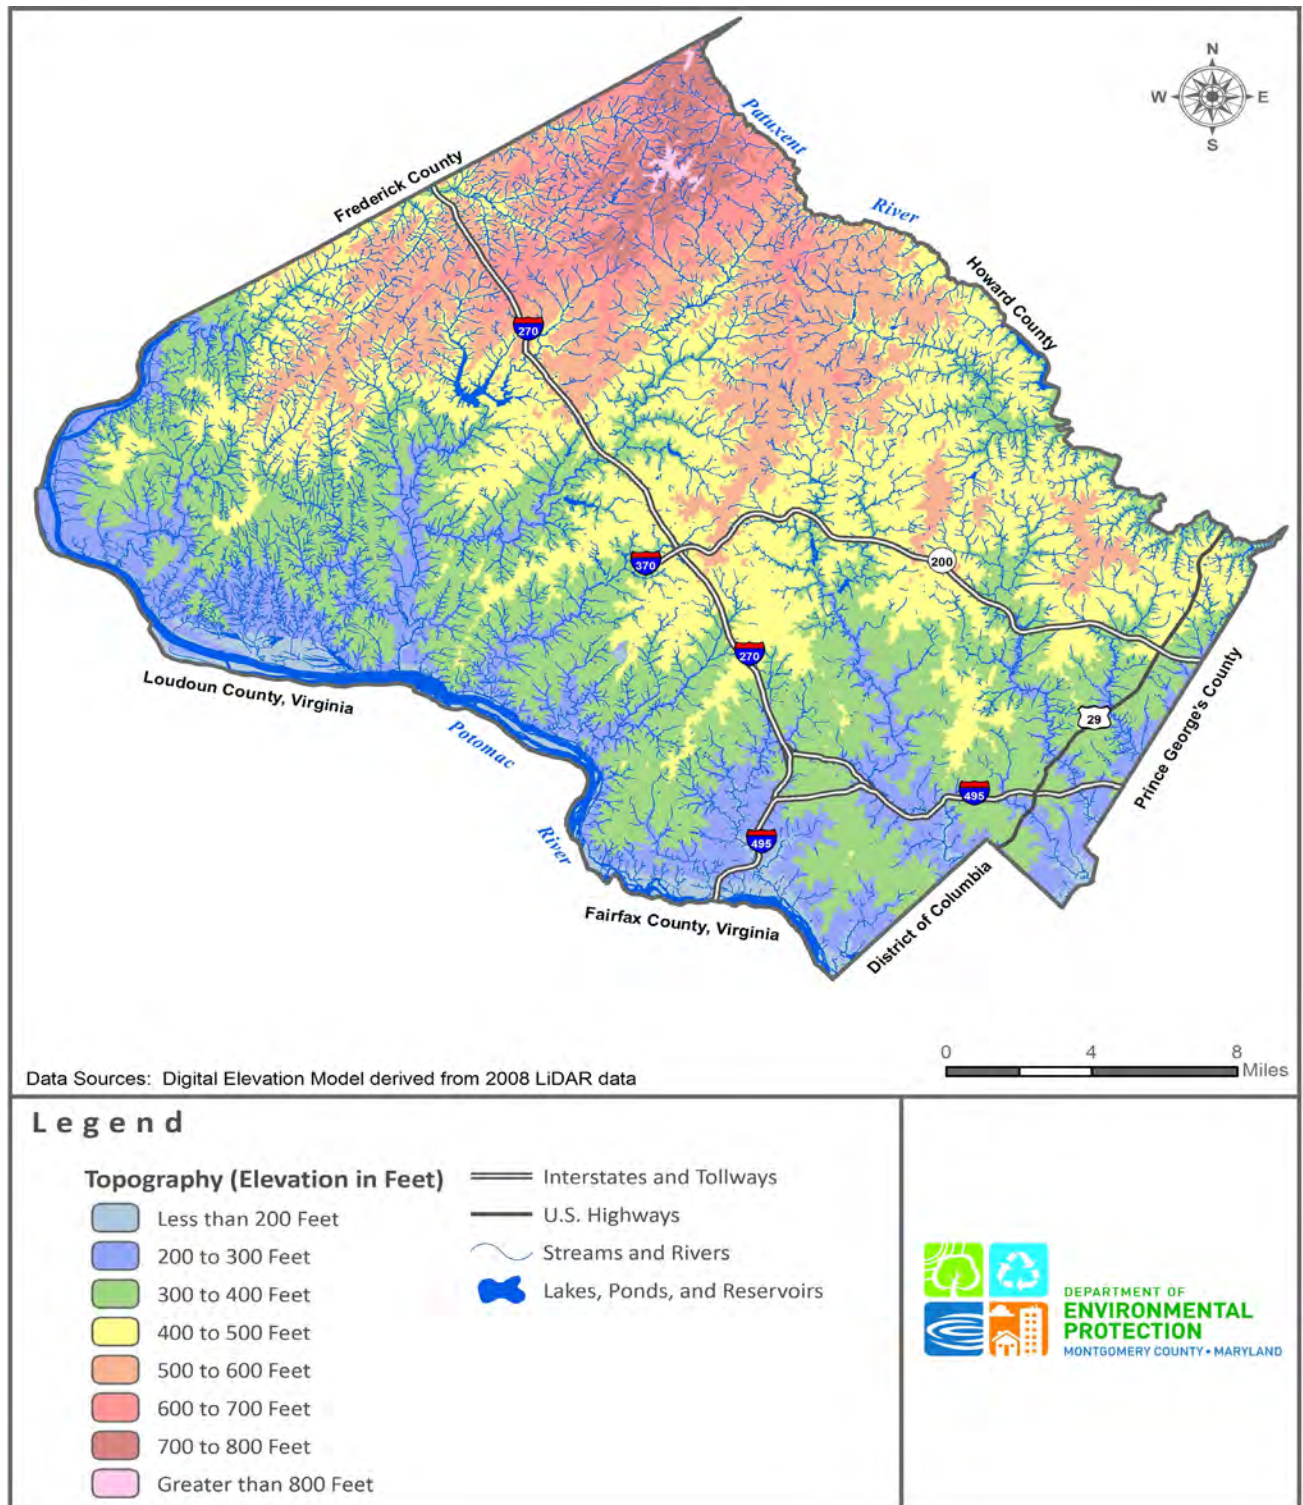 N
W E
S
Patuxent
River
Frederick County
Howard County
270
370
200
270
Loudoun County, Virginia
Potomac
River
29
Prince George's County
495
495
Fairfax County, Virginia
District of Columbia
0 4 8
Miles
Data Sources: Digital Elevation Model derived from 2008 LiDAR data
Legend
Topography (Elevation in Feet)
Less than 200 Feet
200 to 300 Feet
300 to 400 Feet
400 to 500 Feet
500 to 600 Feet
600 to 700 Feet
700 to 800 Feet
Greater than 800 Feet
Interstates and Tollways
U.S. Highways
Streams and Rivers
Lakes, Ponds, and Reservoirs
DEPARTMENT OF
ENVIRONMENTAL
PROTECTION
MONTGOMERY COUNTY • MARYLAND